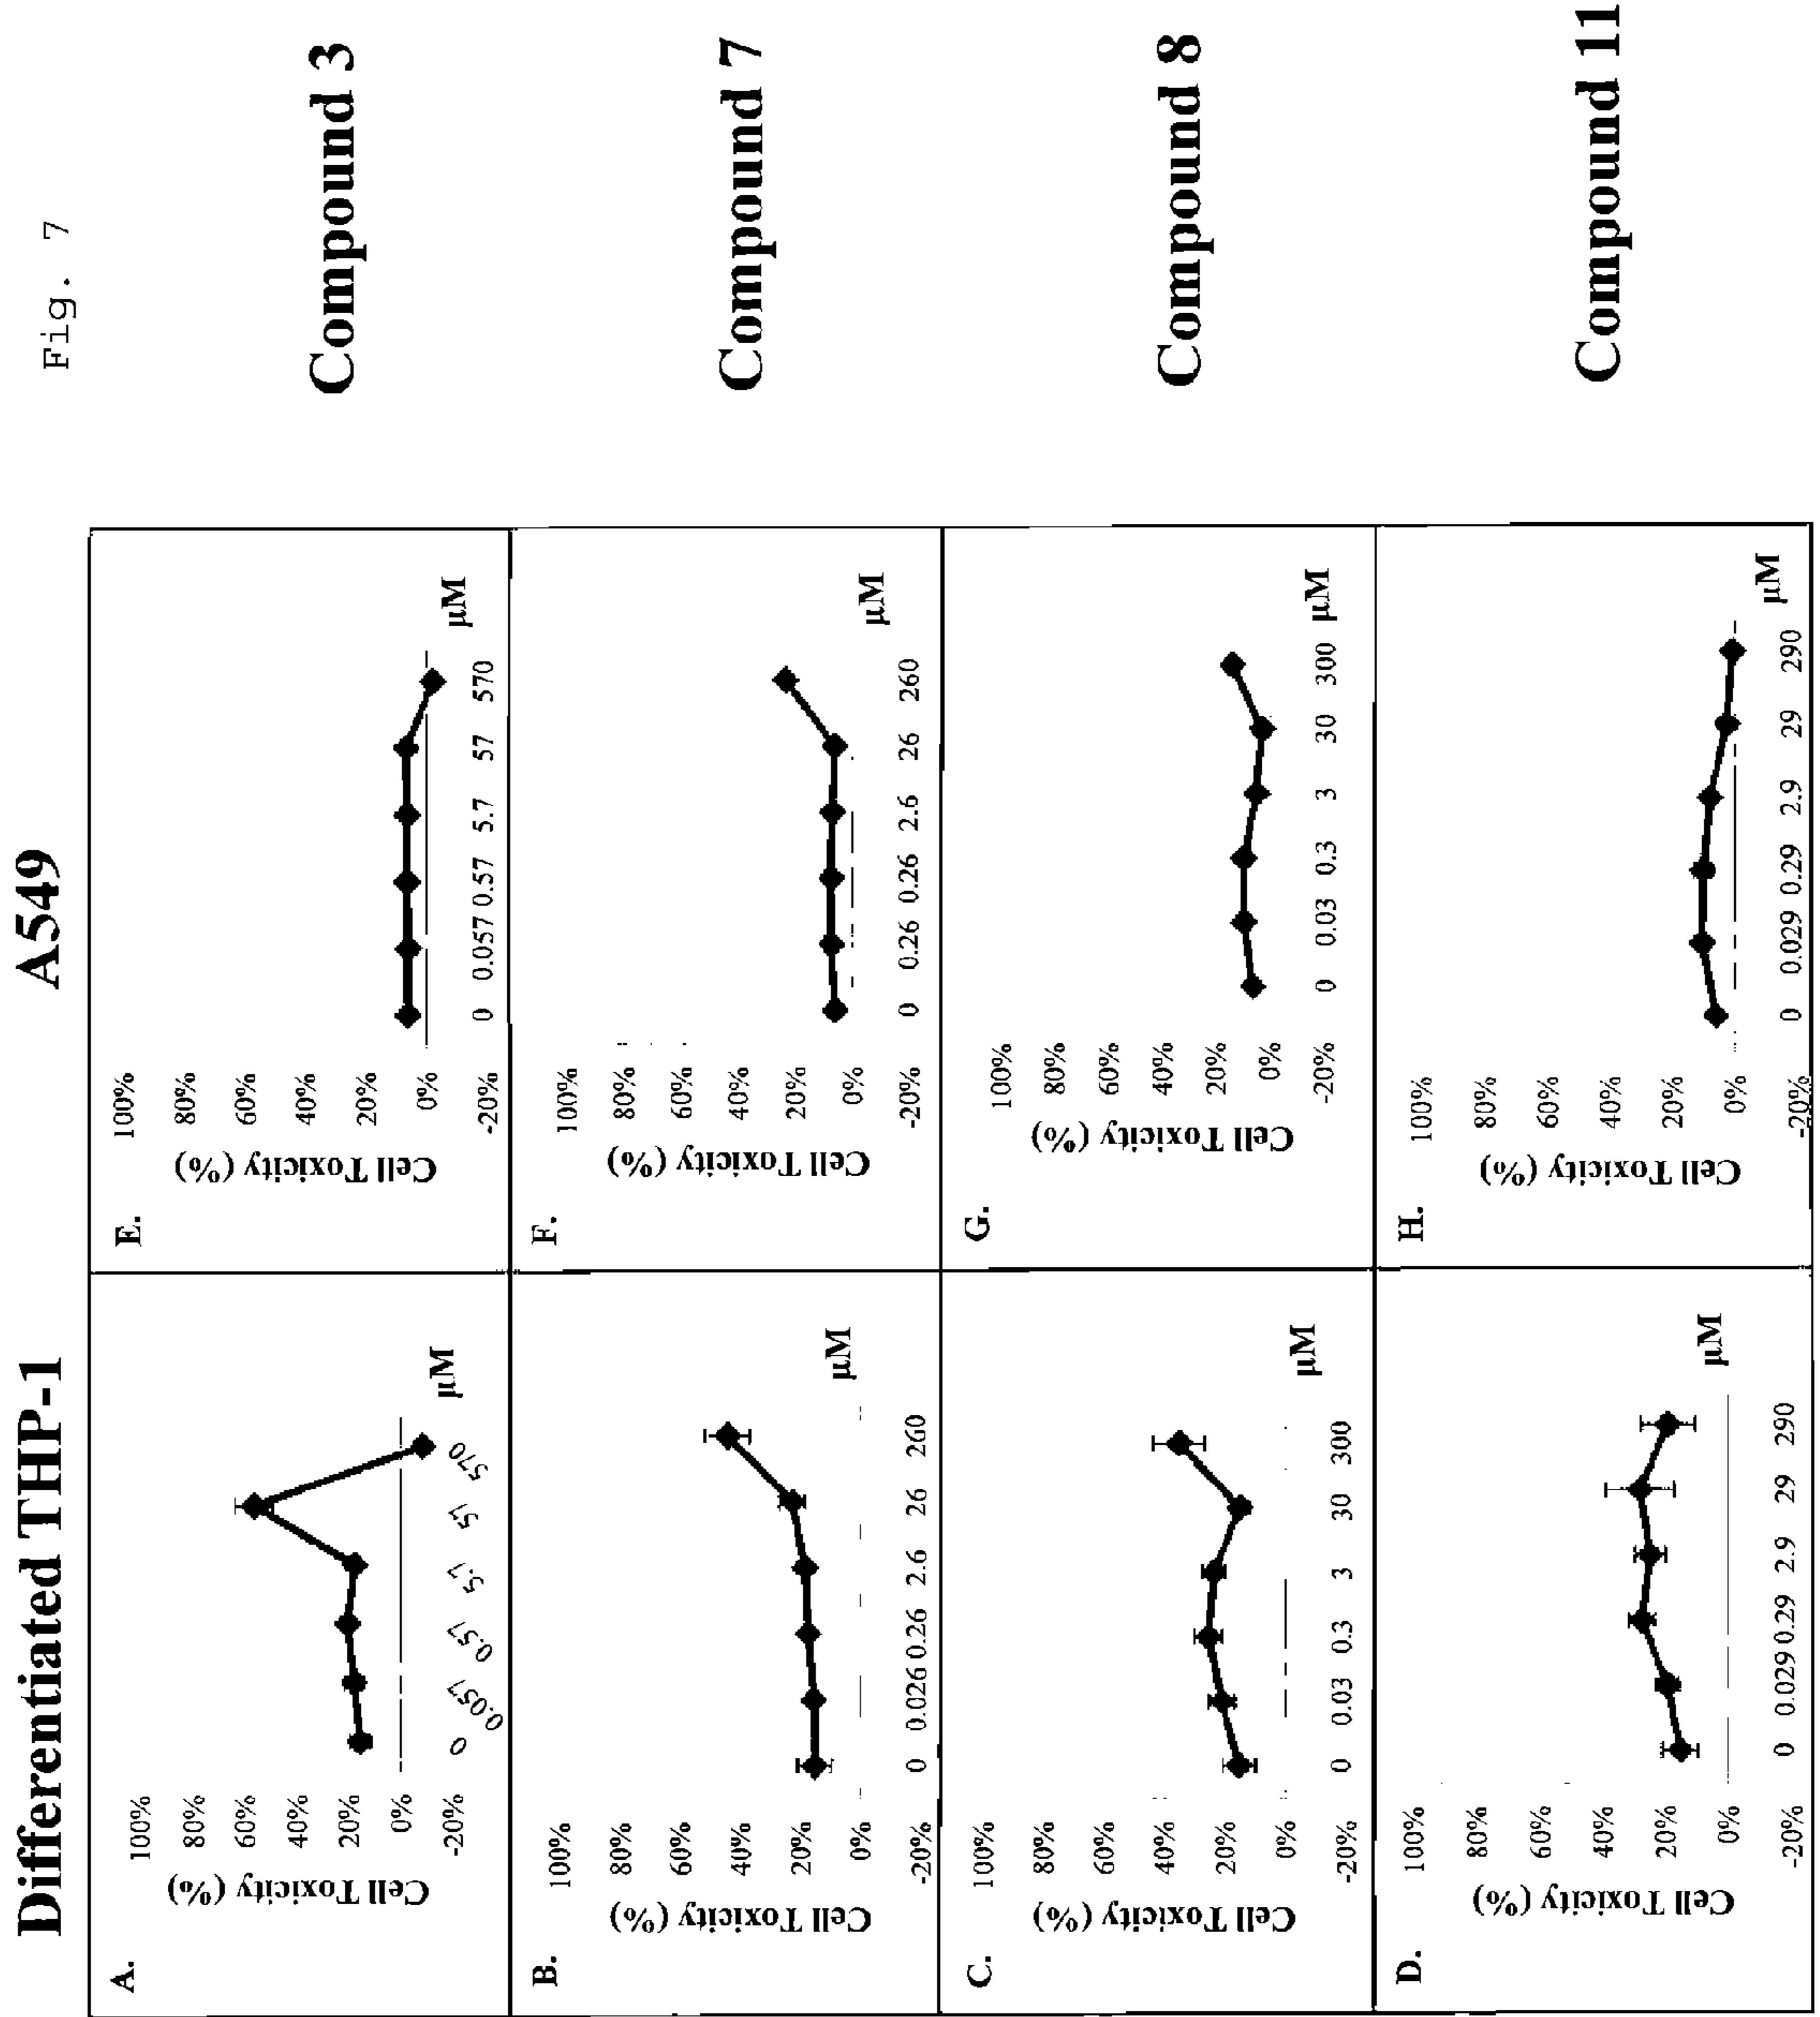 Fig. 7
Differentiated THP-1
A549
A.
Cell Toxicity (%)
100%
80%
60%
40%
20%
0%
-20%
0 0.057 0.57 5.7 57 570
μM
E.
Cell Toxicity (%)
100%
80%
60%
40%
20%
0%
-20%
0 0.057 0.57 5.7 57 570
μM
Compound 3
B.
Cell Toxicity (%)
100%
80%
60%
40%
20%
0%
-20%
0 0.026 0.26 2.6 26 260
μM
F.
Cell Toxicity (%)
100%
80%
60%
40%
20%
0%
-20%
0 0.26 0.26 2.6 26 260
μM
Compound 7
C.
Cell Toxicity (%)
100%
80%
60%
40%
20%
0%
-20%
0 0.03 0.3 3 30 300
μM
G.
Cell Toxicity (%)
100%
80%
60%
40%
20%
0%
-20%
0 0.03 0.3 3 30 300 μM
Compound 8
D.
Cell Toxicity (%)
100%
80%
60%
40%
20%
0%
-20%
0 0.029 0.29 2.9 29 290
μM
H.
Cell Toxicity (%)
100%
80%
60%
40%
20%
0%
-20%
0 0.029 0.29 2.9 29 290
μM
Compound 11